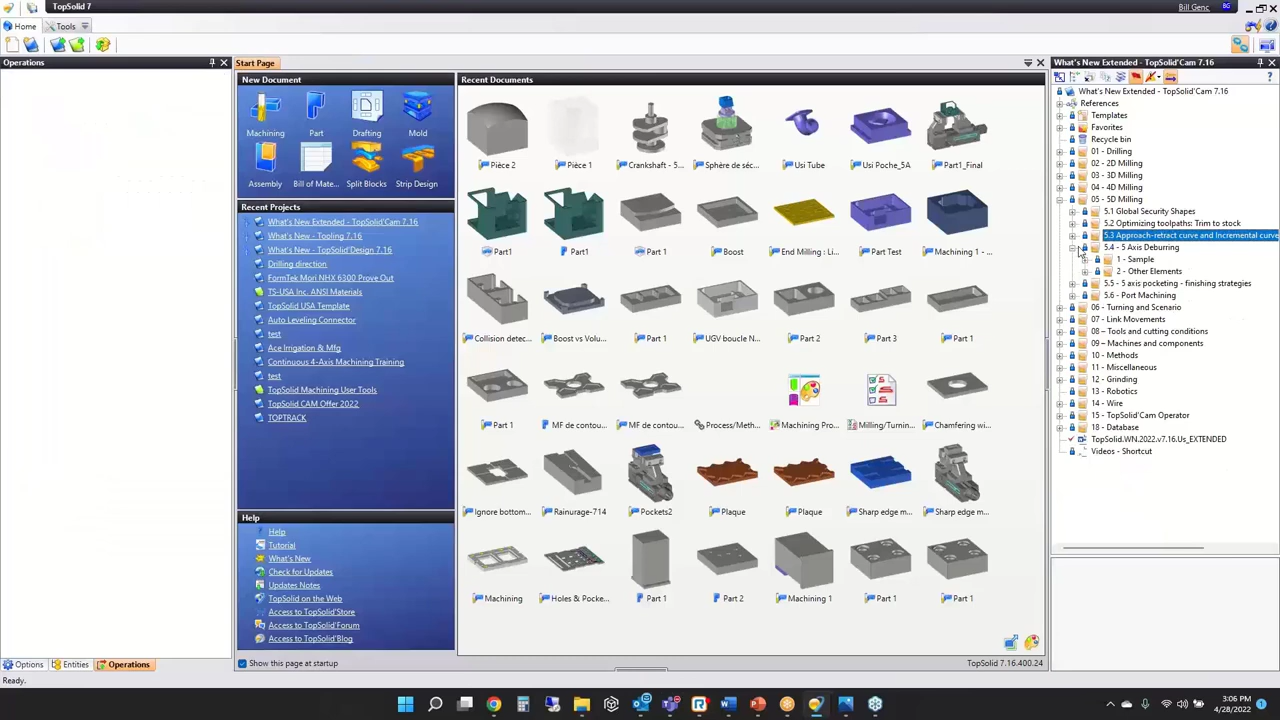 TopSolid 7
Bill Genc
BG
Home
Tools
Operations
Start Page
What's New Extended - TopSolid'Cam 7.16
New Document
Machining
Part
Drafting
Mold
Assembly
Bill of Mate...
Split Blocks
Strip Design
Recent Projects
What's New Extended - TopSolid'Cam 7.16
What's New - Tooling 7.16
What's New Extended - TopSolid'Design 7.16
Drilling direction
FormTek Mori NHX 6300 Prove Out
TS-USA Inc. ANSI Materials
TopSolid USA Template
Auto Leveling Connector
test
Ace Irrigation & Mfg
Continuous 4-Axis Machining Training
test
TopSolid Machining User Tools
TopSolid CAM Offer 2022
TOPTRACK
Help
Help
Tutorial
What's New
Check for Updates
Updates Notes
TopSolid on the Web
Access to TopSolid'Store
Access to TopSolid'Forum
Access to TopSolid'Blog
Show this page at startup
Recent Documents
Pièce 2
Pièce 1
Crankshaft - 5...
Sphère de séc...
Usi Tube
Usi Poche_5A
Part1_Final
Part1
Part1
Part 1
Boost
End Milling : U...
Part Test
Machining 1 - ...
Collision detec...
Boost vs Volu...
Part 1
UGV boucle N...
Part 2
Part 3
Part 1
Part 1
MF de contou...
MF de contou...
Process/Meth...
Machining Pro...
Milling/Turnin...
Chamfering wi...
Ignore bottom...
Rainurage-714
Pockets2
Plaque
Plaque
Sharp edge m...
Sharp edge m...
Machining
Holes & Pocke...
Part 1
Part 2
Machining 1
Part 1
Part 1
TopSolid 7.16.400.24
What's New Extended - TopSolid'Cam 7.16
References
Templates
Favorites
Recycle bin
01 - Drilling
02 - 2D Milling
03 - 3D Milling
04 - 4D Milling
05 - 5D Milling
5.1 Global Security Shapes
5.2 Optimizing toolpaths: Trim to stock
5.3 Approach-retract curve and Incremental curve
5.4 - 5 Axis Deburring
1 - Sample
2 - Other Elements
5.5 - 5 axis pocketing - finishing strategies
5.6 - Port Machining
06 - Turning and Scenario
07 - Link Movements
08 – Tools and cutting conditions
09 – Machines and components
10 - Methods
11 - Miscellaneous
12 - Grinding
13 - Robotics
14 - Wire
15 - TopSolid'Cam Operator
18 - Database
TopSolid.WN.2022.v7.16.Us_EXTENDED
Videos - Shortcut
Options
Entities
Operations
Ready.
3:06 PM
4/28/2022